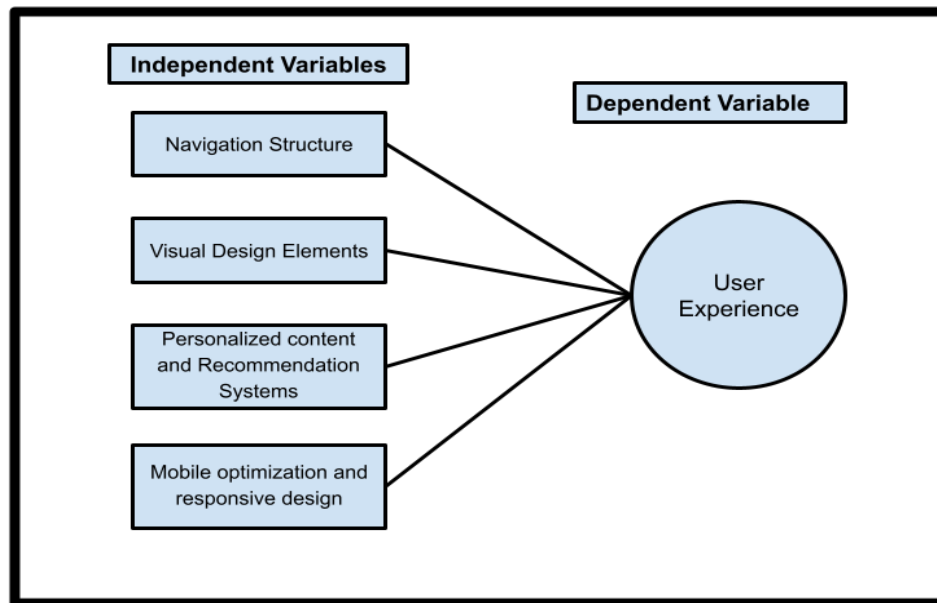 Independent Variables
Dependent Variable
Navigation Structure
Visual Design Elements
Personalized content
and Recommendation
Systems
Mobile optimization and
responsive design
User
Experience